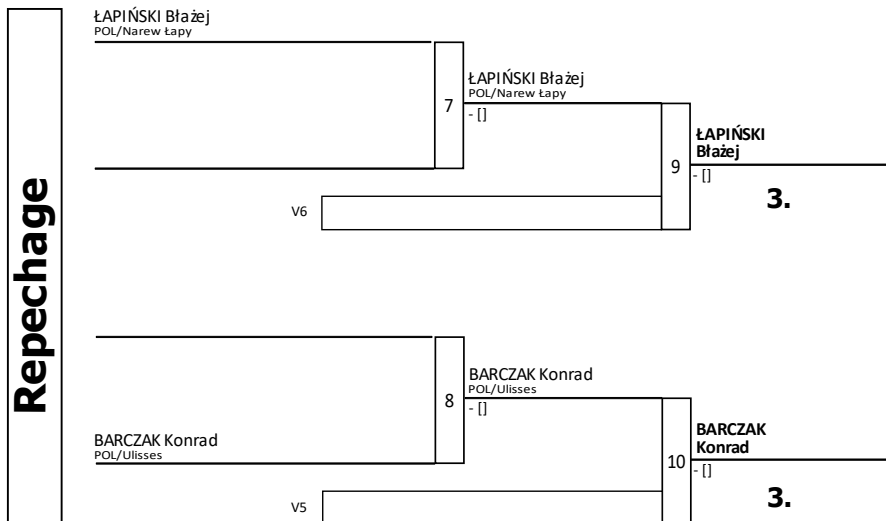 Repechage
ŁAPIŃSKI Błażej
POL/Narew Łapy
7
ŁAPIŃSKI Błażej
POL/Narew Łapy
- []
9
ŁAPIŃSKI
Błażej
- []
3.
V6
8
BARCZAK Konrad
POL/Ulisses
- []
BARCZAK Konrad
POL/Ulisses
10
BARCZAK
Konrad
- []
3.
V5